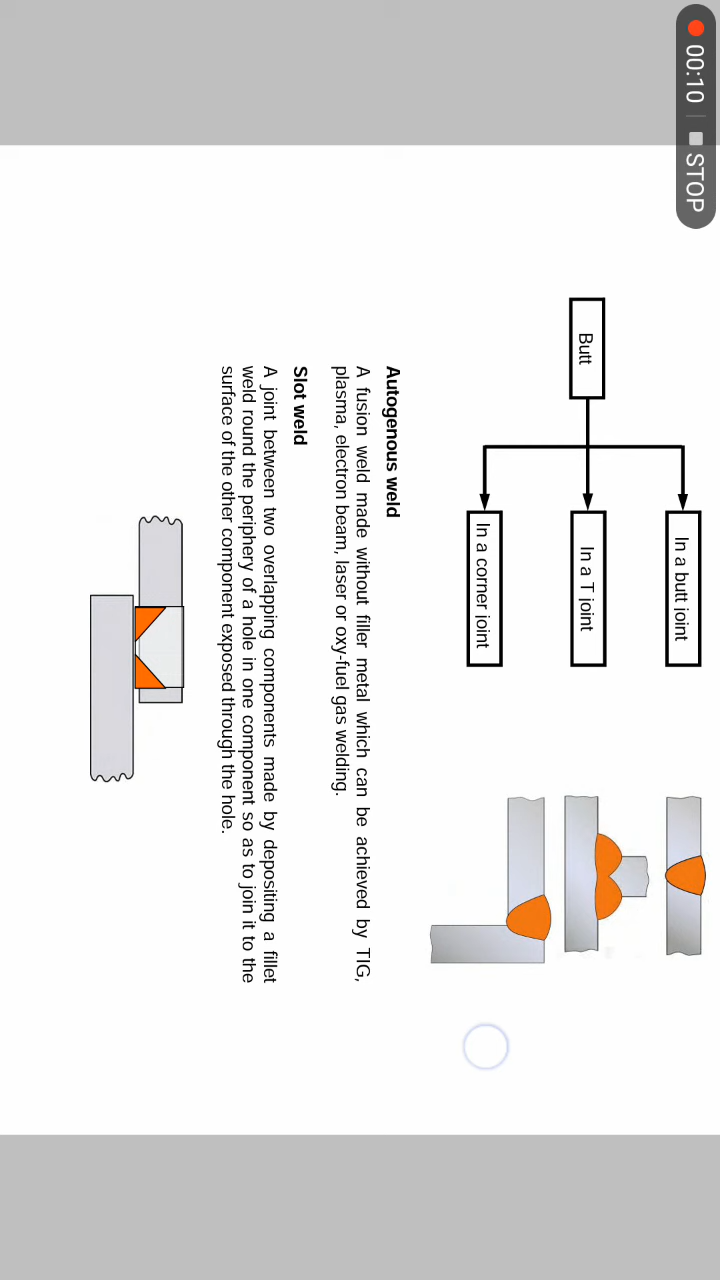 00:10 STOP
In a butt joint
Butt
In a T joint
In a corner joint
Autogenous weld
A fusion weld made without filler metal which can be achieved by TIG,
plasma, electron beam, laser or oxy-fuel gas welding.
Slot weld
A joint between two overlapping components made by depositing a fillet
weld round the periphery of a hole in one component so as to join it to the
surface of the other component exposed through the hole.